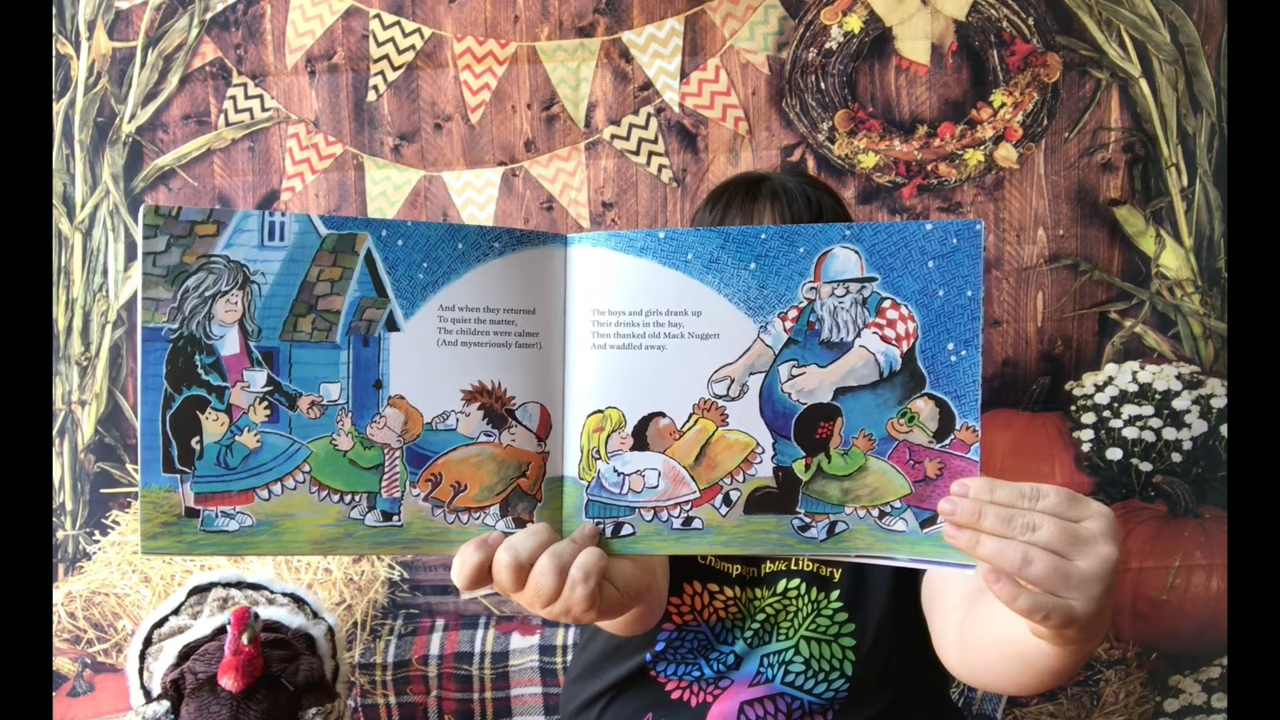 And when they returned
To quiet the matter,
The children were calmer
(And mysteriously fatter!).
The boys and girls drank up
Their drinks in the hay,
Then thanked old Mack Nuggett
And waddled away.
Champaign Public Library